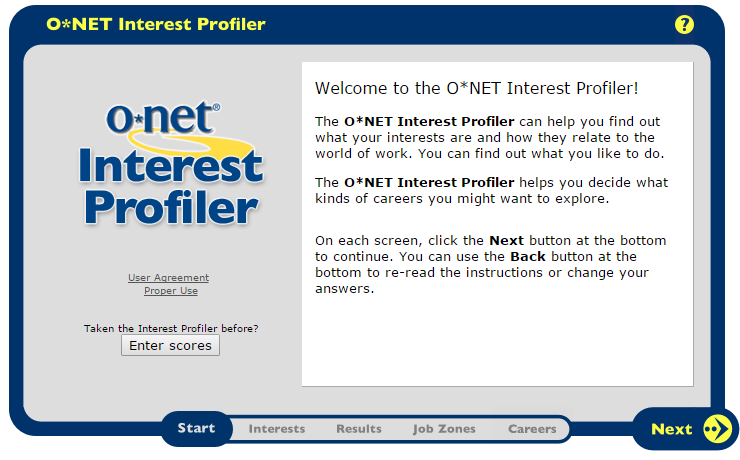 O*NET Interest Profiler
?
o*net®
Interest
Profiler
User Agreement
Proper Use
Taken the Interest Profiler before?
Enter scores
Welcome to the O*NET Interest Profiler!
The O*NET Interest Profiler can help you find out
what your interests are and how they relate to the
world of work. You can find out what you like to do.
The O*NET Interest Profiler helps you decide what
kinds of careers you might want to explore.
On each screen, click the Next button at the bottom
to continue. You can use the Back button at the
bottom to re-read the instructions or change your
answers.
Start Interests Results Job Zones Careers
Next